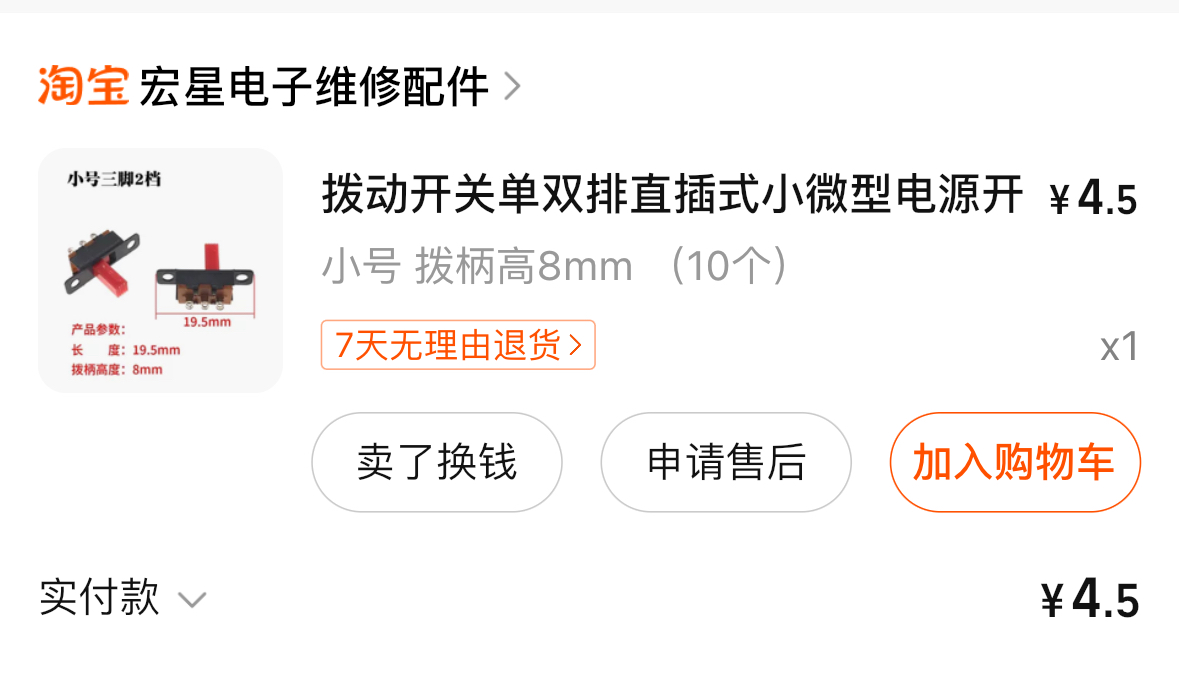 淘宝 宏星电子维修配件 >
小号三脚2档
19.5mm
产品参数：
长 度：19.5mm
拨柄高度：8mm
拨动开关单双排直插式小微型电源开 ¥4.5
小号 拨柄高8mm （10个）
7天无理由退货> x1
卖了换钱 申请售后 加入购物车
实付款 ¥4.5